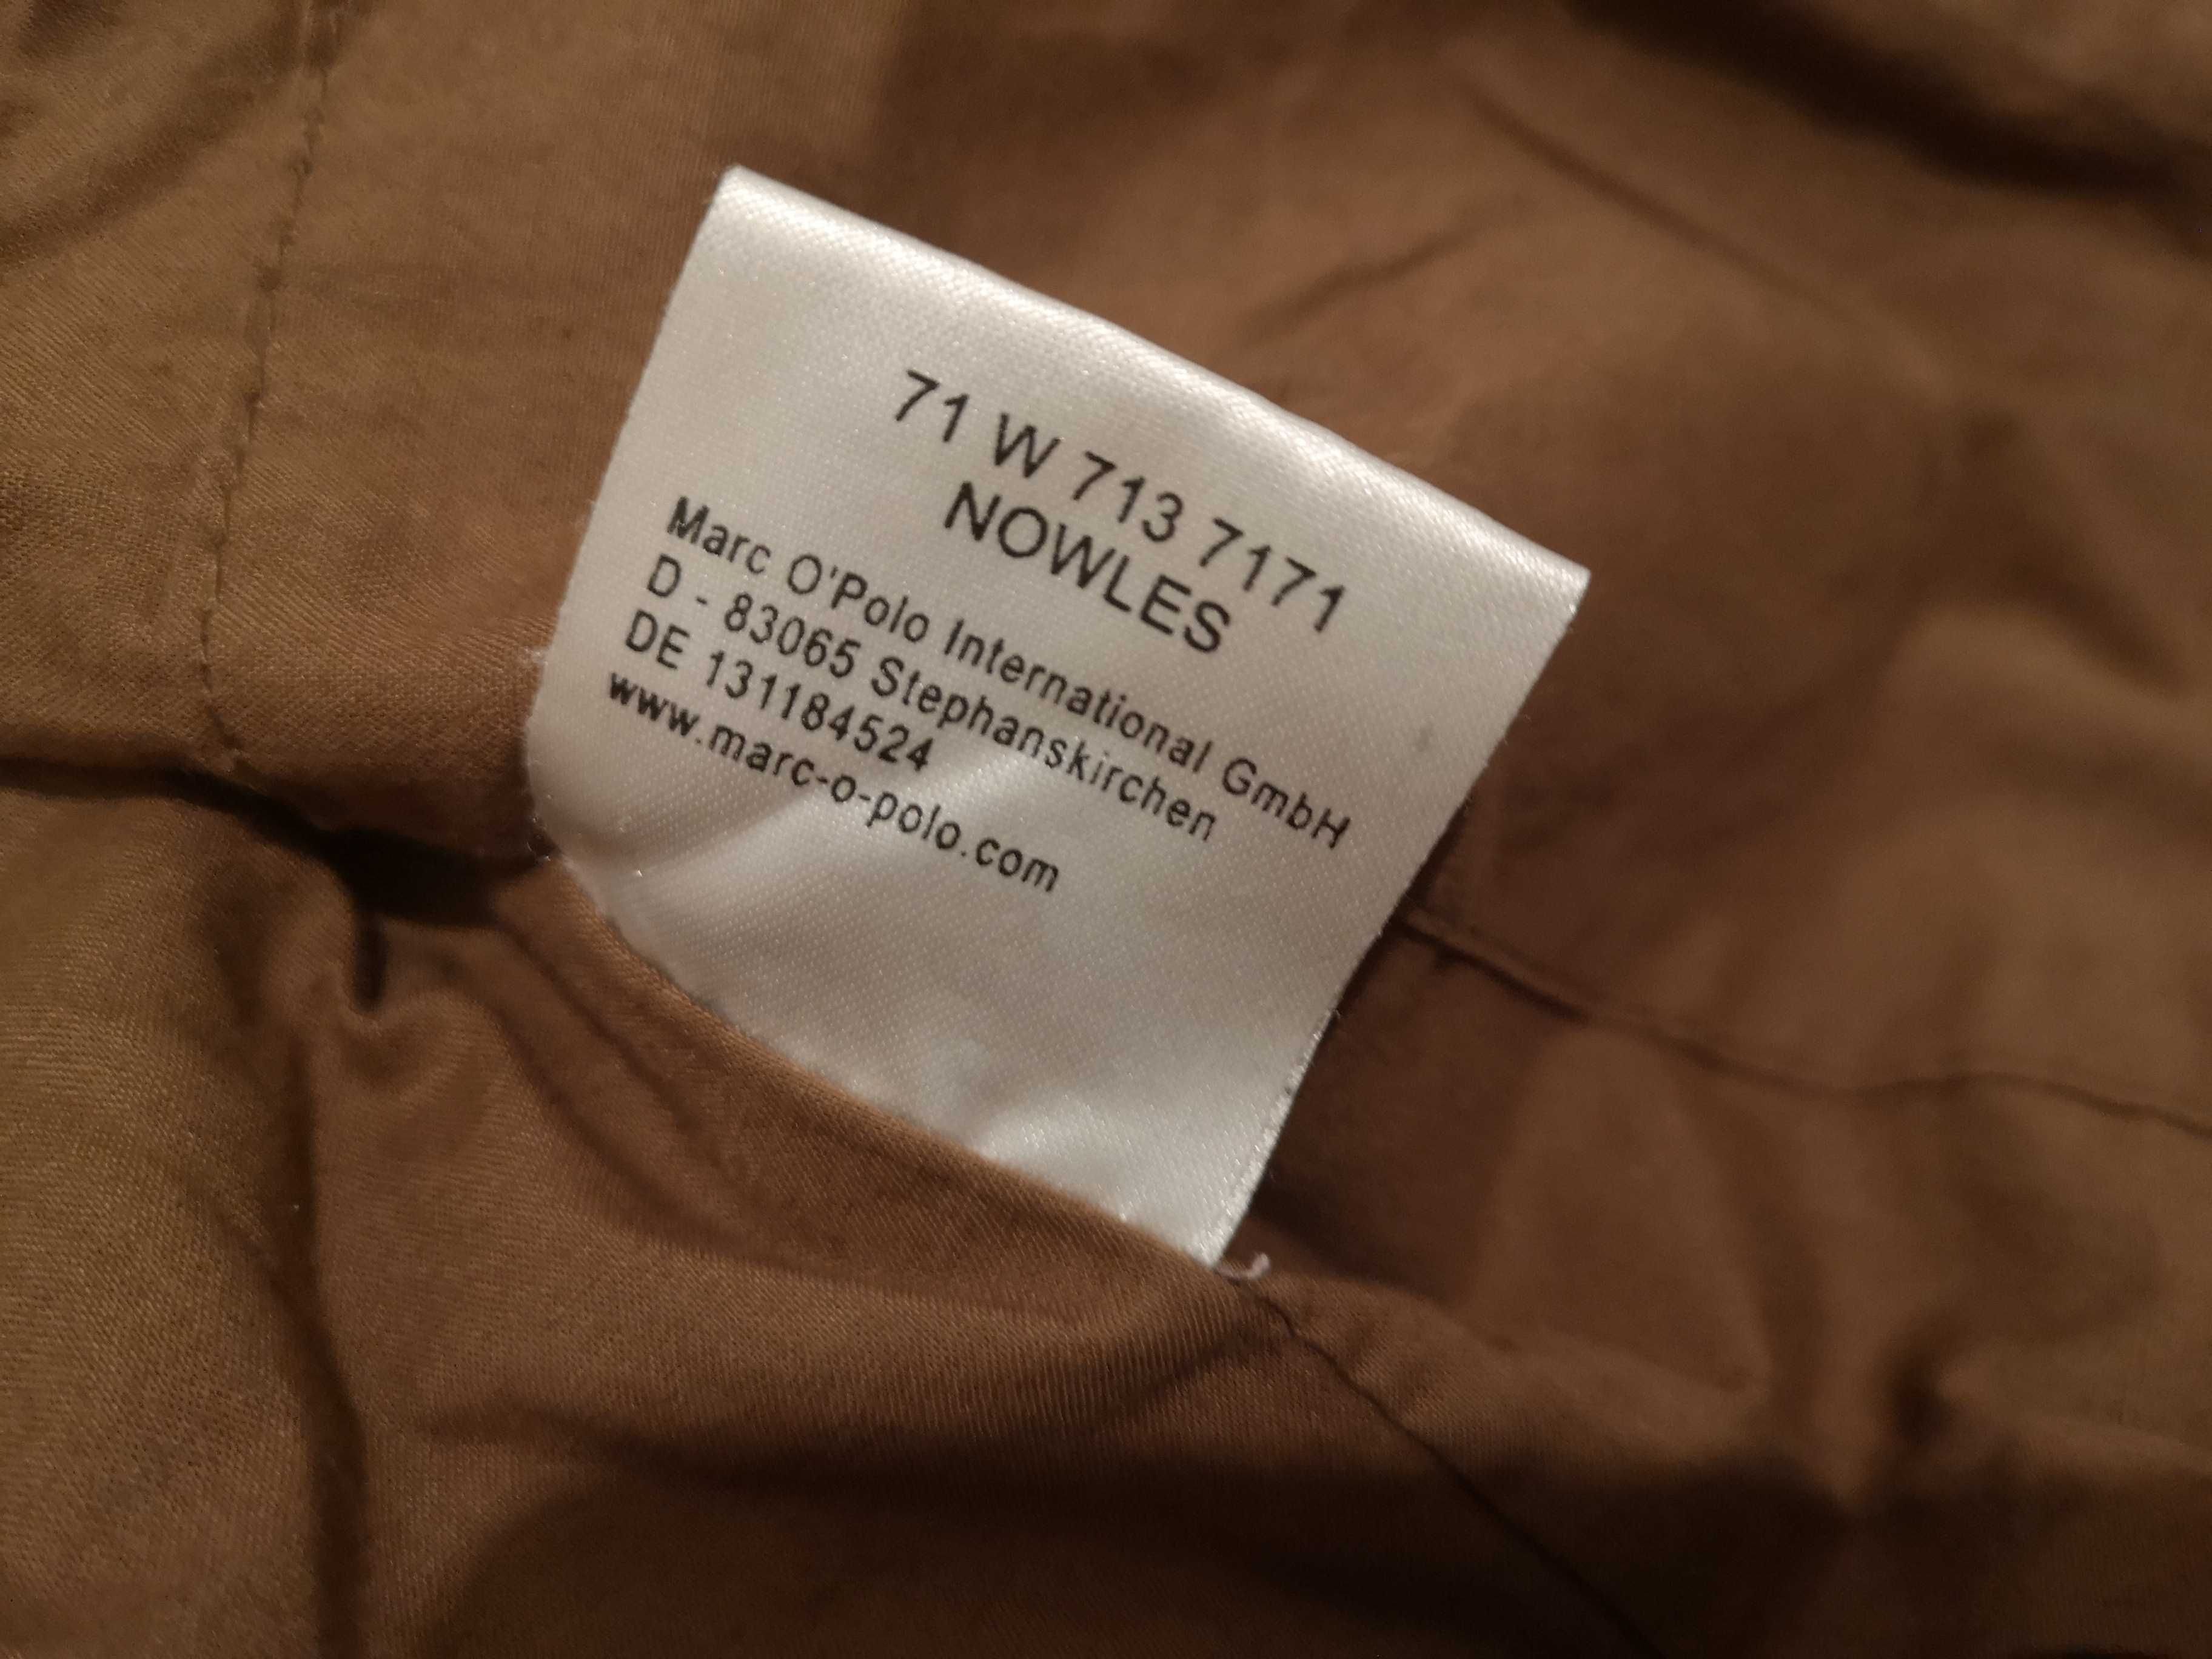 71 W 713 7171
NOWLES
Marc O'Polo International GmbH
D - 83065 Stephanskirchen
DE 131184524
www.marc-o-polo.com